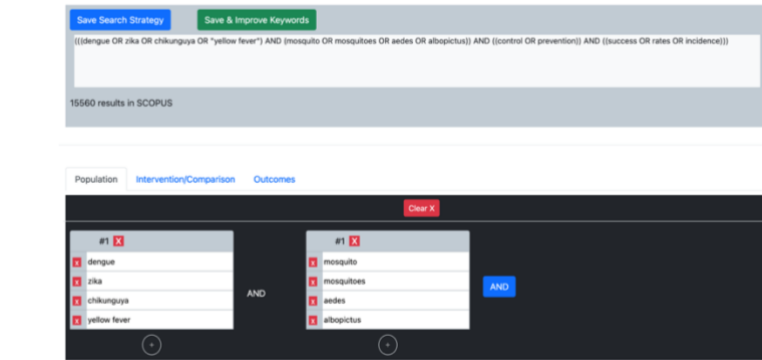 Save Search Strategy Save & Improve Keywords
(((dengue OR zika OR chikunguya OR "yellow fever") AND (mosquito OR mosquitoes OR aedes OR albopictus)) AND ((control OR prevention)) AND ((success OR rates OR incidence)))
15560 results in SCOPUS
Population Intervention/Comparison Outcomes
Clear X
#1 X #1 X
x dengue x mosquito
x zika x mosquitoes
AND AND
x chikunguya x aedes
x yellow fever x albopictus
+ +